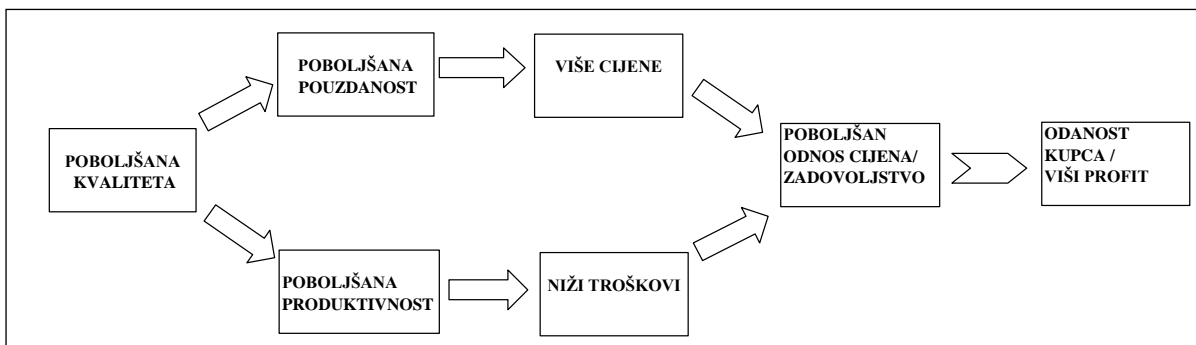 POBOLJŠANA
KVALITETA
POBOLJŠANA
POUZDANOST
VIŠE CIJENE
POBOLJŠANA
PRODUKTIVNOST
NIŽI TROŠKOVI
POBOLJŠAN
ODNOS CIJENA/
ZADOVOLJSTVO
ODANOST
KUPCA /
VIŠI PROFIT